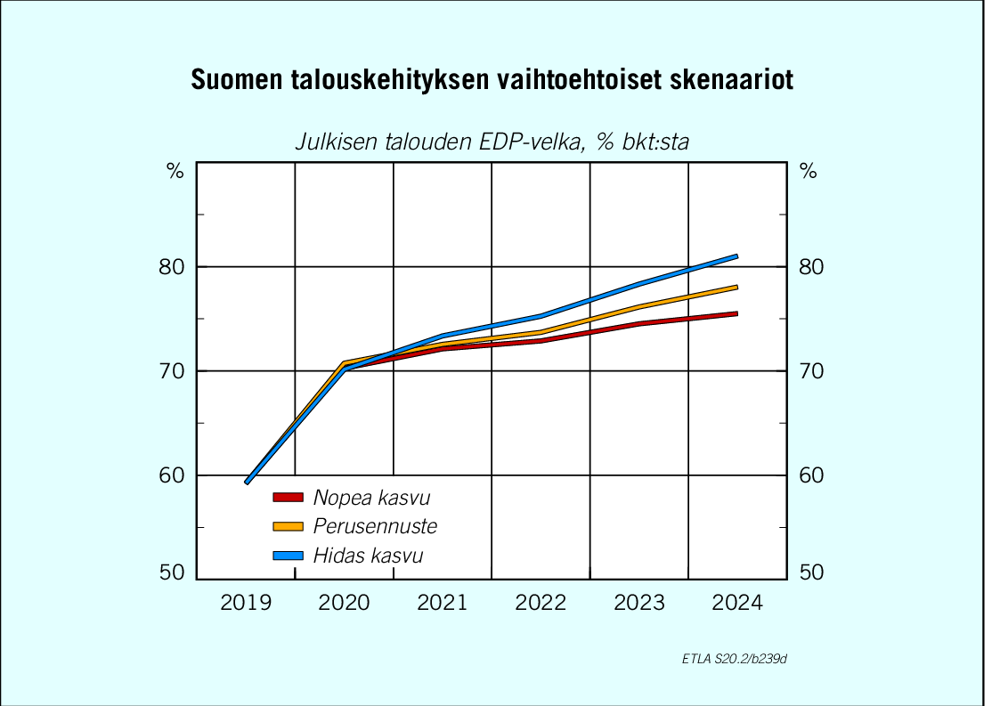 Suomen talouskehityksen vaihtoehtoiset skenaariot
Julkisen talouden EDP-velka, % bkt:sta
% %
80 80
70 70
60 60
Nopea kasvu
Perusennuste
Hidas kasvu
50 50
2019 2020 2021 2022 2023 2024
ETLA S20.2/b239d